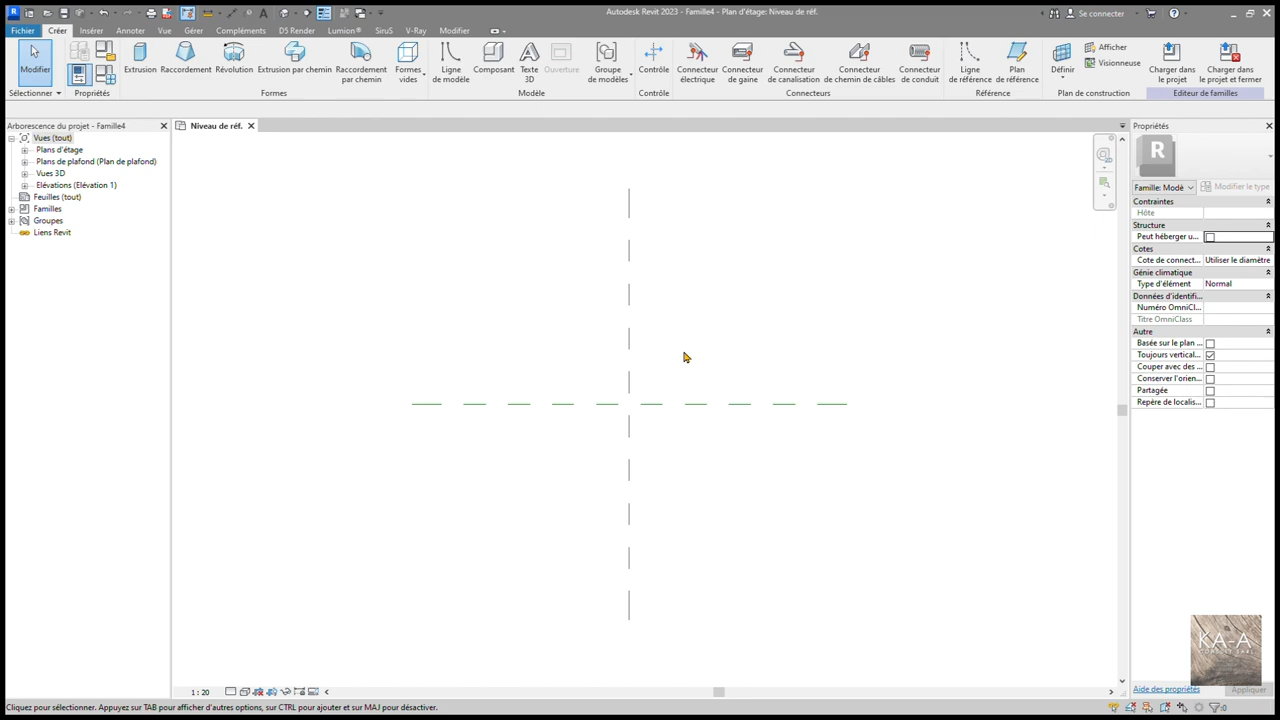 Autodesk Revit 2023 - Famille4 - Plan d'étage: Niveau de réf.
Se connecter
Fichier Créer Insérer Annoter Vue Gérer Compléments D5 Render Lumion® SiruS V-Ray Modifier
Modifier
Extrusion
Raccordement
Révolution
Extrusion par chemin
Raccordement
par chemin
Formes
vides
Ligne
de modèle
Composant
Texte
3D
Ouverture
Groupe
de modèles
Contrôle
Connecteur
électrique
Connecteur
de gaine
Connecteur
de canalisation
Connecteur
de chemin de câbles
Connecteur
de conduit
Ligne
de référence
Plan
de référence
Définir
Afficher
Visionneuse
Charger dans
le projet
Charger dans
le projet et fermer
Sélectionner
Propriétés
Formes
Modèle
Contrôle
Connecteurs
Référence
Plan de construction
Editeur de familles
Arborescence du projet - Famille4
Vues (tout)
Plans d'étage
Plans de plafond (Plan de plafond)
Vues 3D
Elévations (Elévation 1)
Feuilles (tout)
Familles
Groupes
Liens Revit
Niveau de réf.
Propriétés
R
Famille: Modè
Modifier le type
Contraintes
Hôte
Structure
Peut héberger u...
Cotes
Cote de connect... Utiliser le diamètre
Génie climatique
Type d'élément Normal
Données d'identifi...
Numéro OmniCl...
Titre OmniClass
Autre
Basée sur le plan ...
Toujours vertical...
Couper avec des ...
Conserver l'orien...
Partagée
Repère de localis...
KA-A
Aide des propriétés
Appliquer
1 : 20
Cliquez pour sélectionner. Appuyez sur TAB pour afficher d'autres options, sur CTRL pour ajouter et sur MAJ pour désactiver.
:0